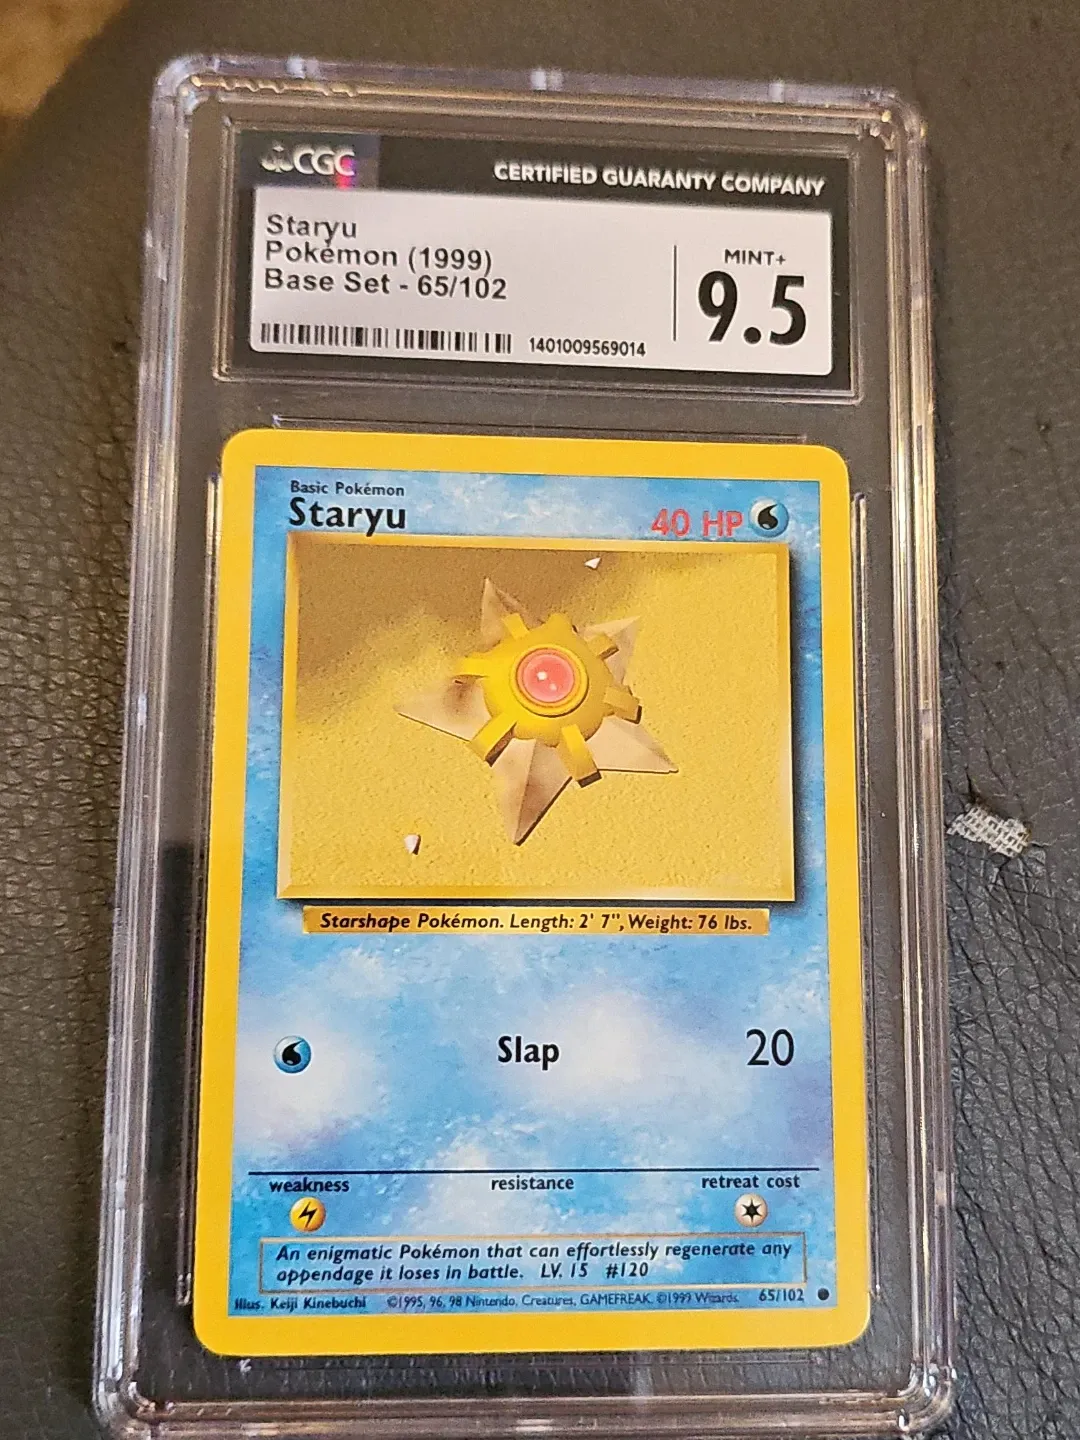 CGC
CERTIFIED GUARANTY COMPANY
Staryu
Pokémon (1999)
Base Set - 65/102
MINT+
9.5
1401009569014
Basic Pokémon
Staryu
40 HP
Starshape Pokémon. Length: 2' 7", Weight: 76 lbs.
Slap 20
weakness resistance retreat cost
An enigmatic Pokémon that can effortlessly regenerate any
appendage it loses in battle. LV. 15 #120
Illus. Keiji Kinebuchi ©1995, 96, 98 Nintendo, Creatures, GAMEFREAK. ©1999 Wizards. 65/102